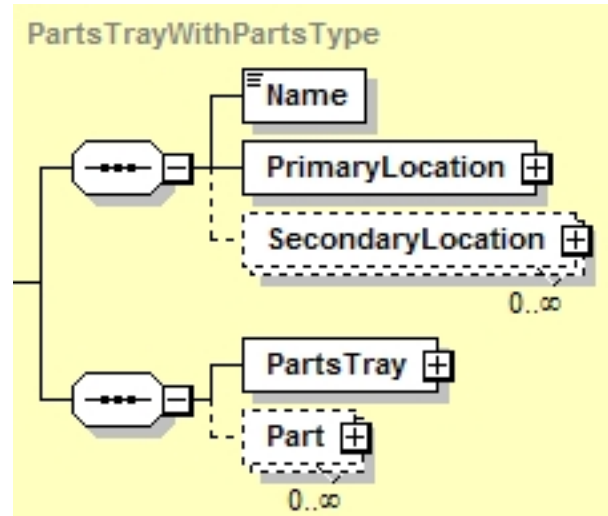 PartsTrayWithPartsType
Name
PrimaryLocation
SecondaryLocation
0..∞
PartsTray
Part
0..∞